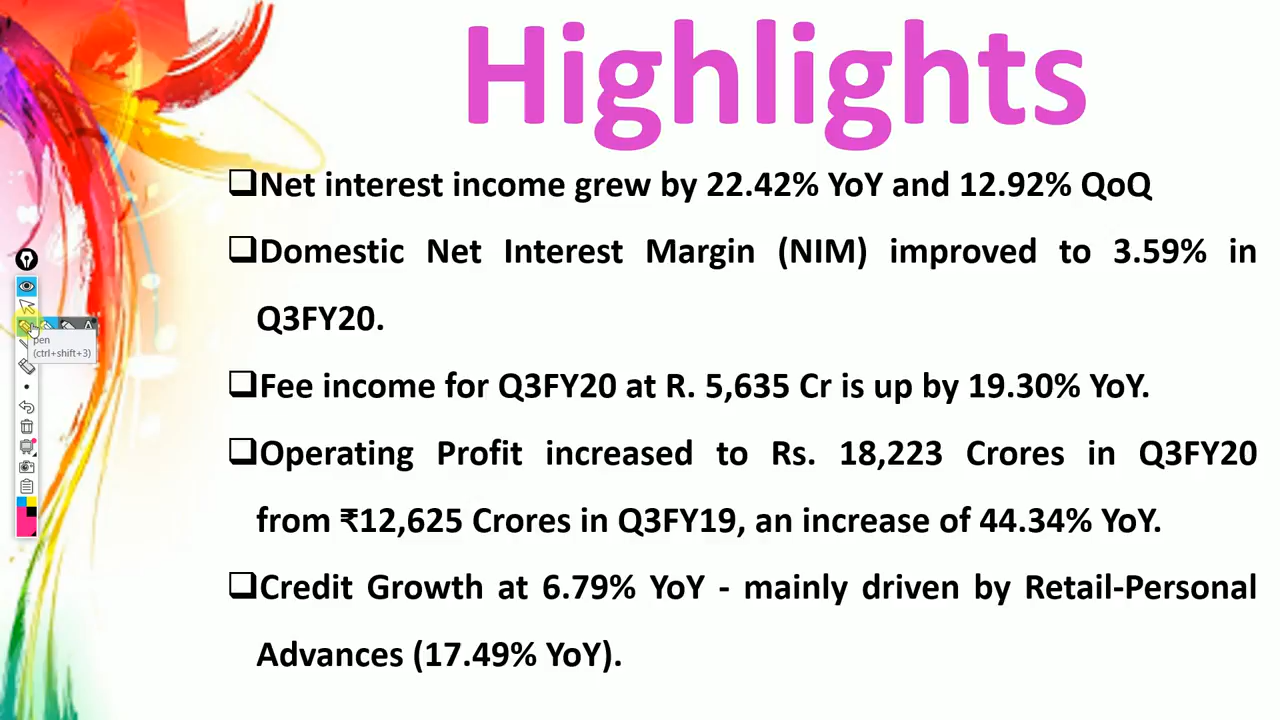 Highlights
❑Net interest income grew by 22.42% YoY and 12.92% QoQ
❑Domestic Net Interest Margin (NIM) improved to 3.59% in
Q3FY20.
❑Fee income for Q3FY20 at R. 5,635 Cr is up by 19.30% YoY.
❑Operating Profit increased to Rs. 18,223 Crores in Q3FY20
from ₹12,625 Crores in Q3FY19, an increase of 44.34% YoY.
❑Credit Growth at 6.79% YoY - mainly driven by Retail-Personal
Advances (17.49% YoY).
pen
(ctrl+shift+3)